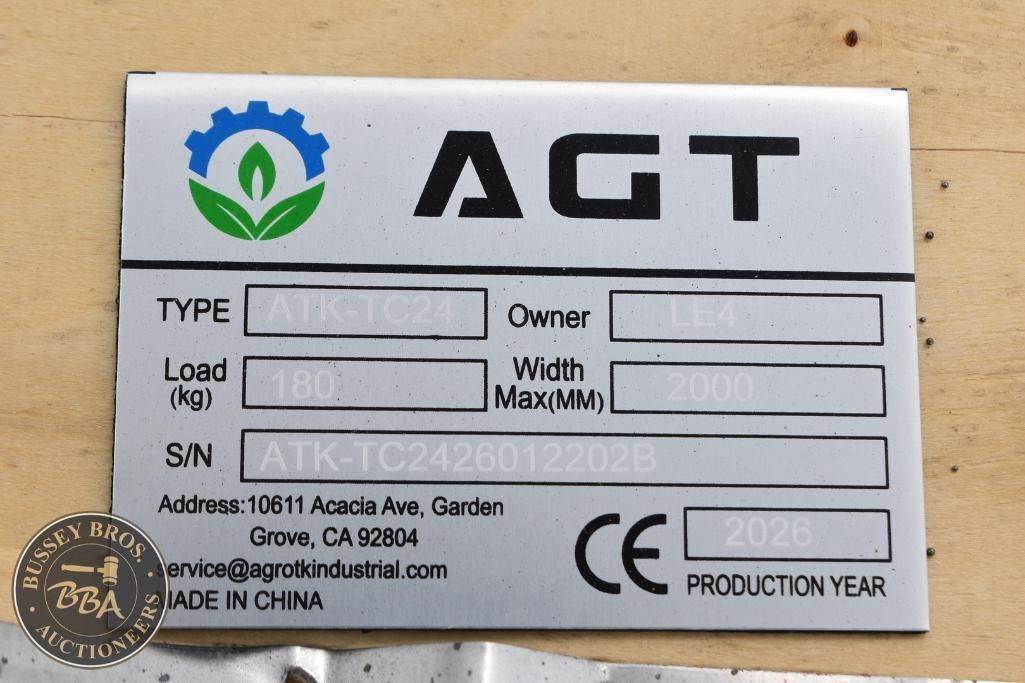 AGT
TYPE ATK-TC24 Owner LE4
Load (kg) 180 Width Max(MM) 2000
S/N ATK-TC2426012202B
Address:10611 Acacia Ave, Garden
Grove, CA 92804
service@agrotkindustrial.com
MADE IN CHINA
CE 2026
PRODUCTION YEAR
BUSSEY BROS.
BBA
AUCTIONEERS